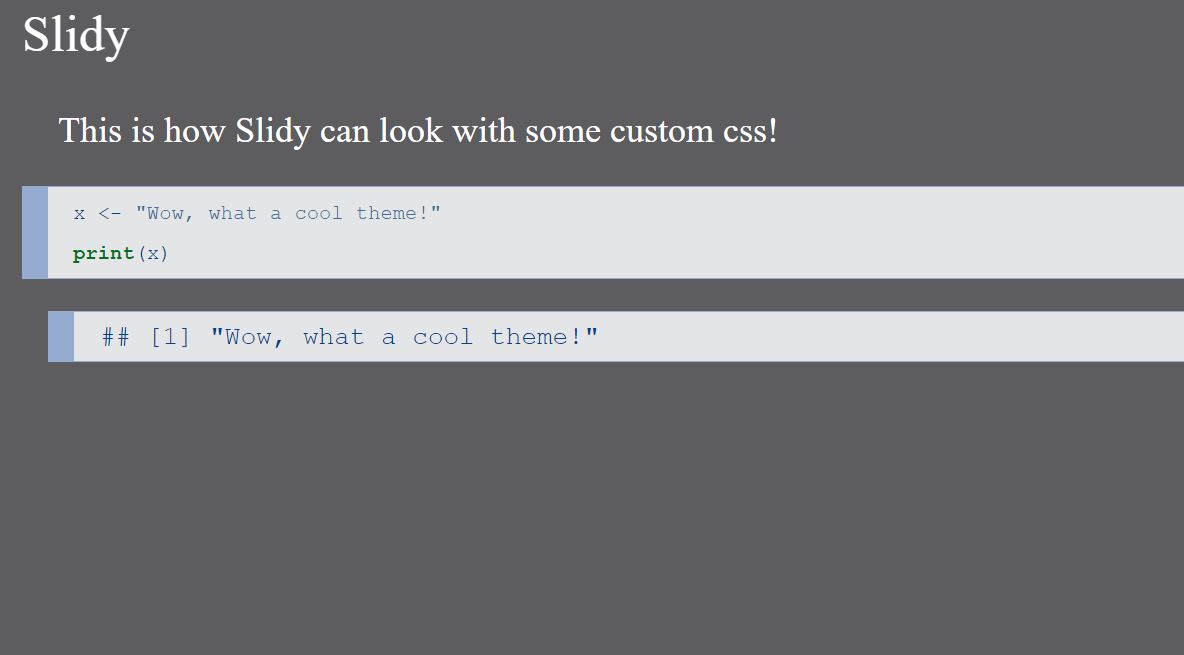 Slidy
This is how Slidy can look with some custom css!
x <- "Wow, what a cool theme!"
print(x)
## [1] "Wow, what a cool theme!"